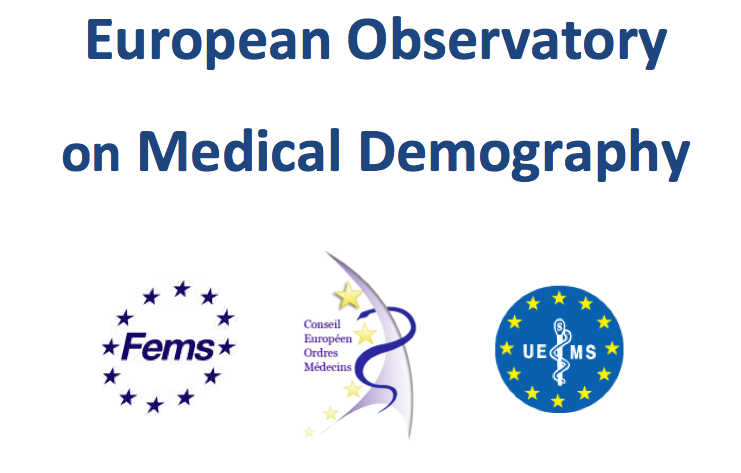 European Observatory
on Medical Demography
Fems
Conseil
Européen
Ordres
Médecins
UEMS
S